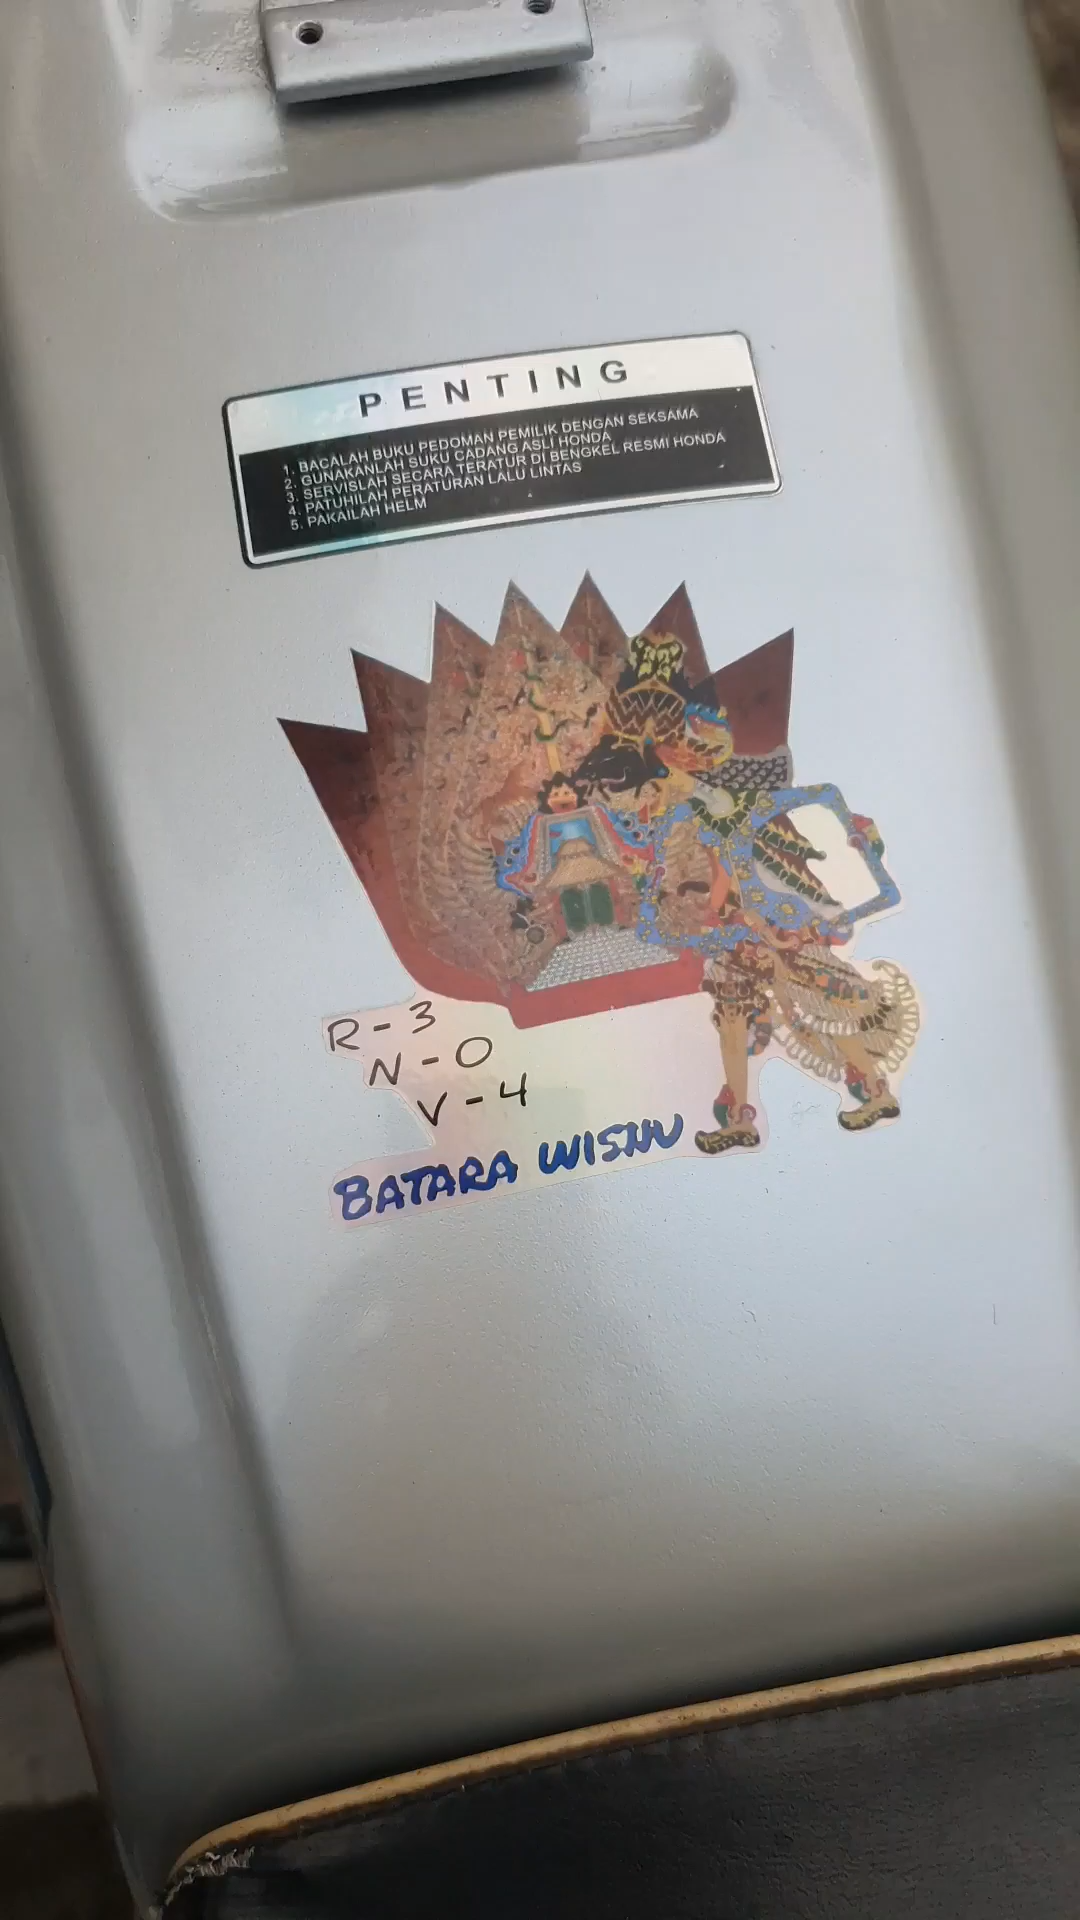 PENTING
1. BACALAH BUKU PEDOMAN PEMILIK DENGAN SEKSAMA
2. GUNAKANLAH SUKU CADANG ASLI HONDA
3. SERVISLAH SECARA TERATUR DI BENGKEL RESMI HONDA
4. PATUHILAH PERATURAN LALU LINTAS
5. PAKAILAH HELM
R - 3
N - O
V - 4
BATARA WISNU